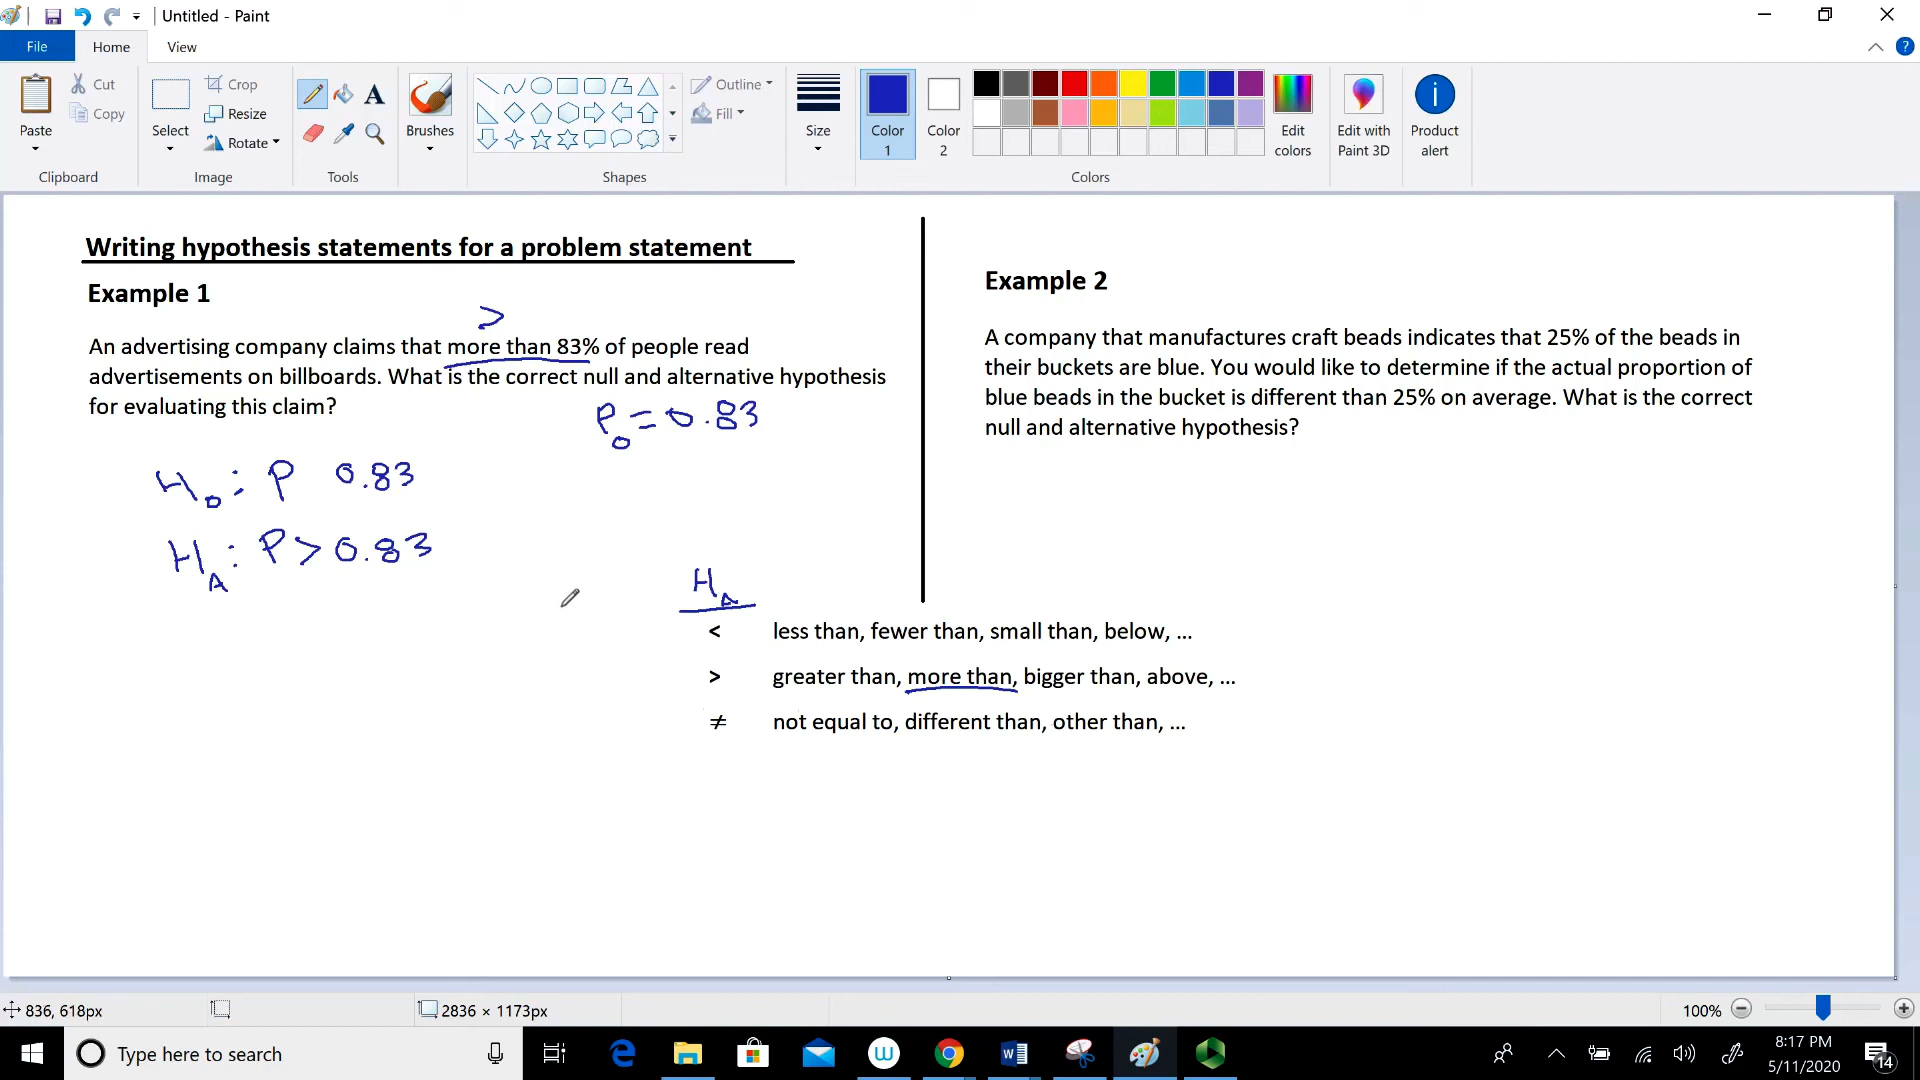 Untitled - Paint
File Home View
Paste
Cut
Copy
Clipboard
Select
Crop
Resize
Rotate
Image
Tools
Brushes
Shapes
Outline
Fill
Size
Color 1
Color 2
Colors
Edit colors
Edit with Paint 3D
Product alert
Writing hypothesis statements for a problem statement
Example 1
>
An advertising company claims that more than 83% of people read
advertisements on billboards. What is the correct null and alternative hypothesis
for evaluating this claim?
P₀ = 0.83
H₀ : P 0.83
H_A : P > 0.83
Example 2
A company that manufactures craft beads indicates that 25% of the beads in
their buckets are blue. You would like to determine if the actual proportion of
blue beads in the bucket is different than 25% on average. What is the correct
null and alternative hypothesis?
H_A
< less than, fewer than, small than, below, ...
> greater than, more than, bigger than, above, ...
≠ not equal to, different than, other than, ...
836, 618px
2836 × 1173px
100%
Type here to search
8:17 PM
5/11/2020
14